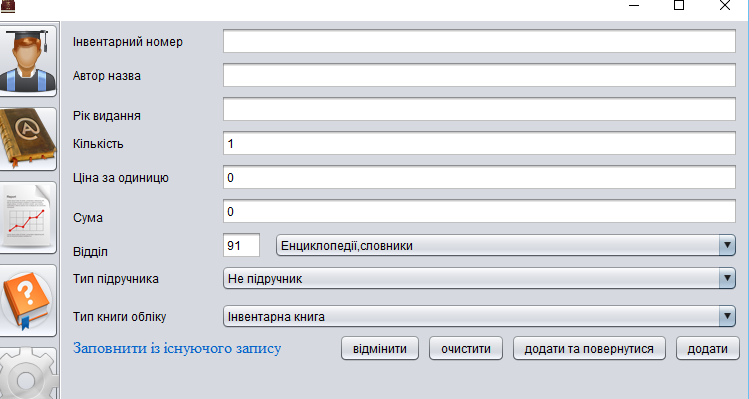 Інвентарний номер
Автор назва
Рік видання
Кількість 1
Ціна за одиницю 0
Сума 0
Відділ 91 Енциклопедії,словники
Тип підручника Не підручник
Тип книги обліку Інвентарна книга
Заповнити із існуючого запису відмінити очистити додати та повернутися додати